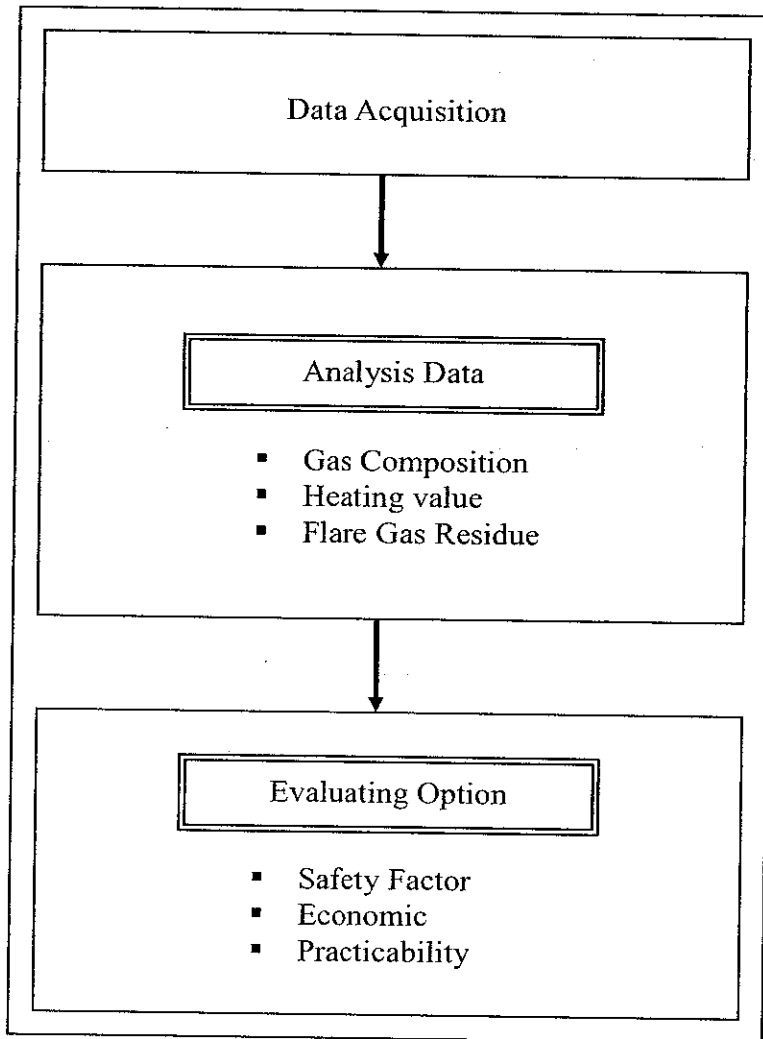 Data Acquisition
Analysis Data
▪ Gas Composition
▪ Heating value
▪ Flare Gas Residue
Evaluating Option
▪ Safety Factor
▪ Economic
▪ Practicability